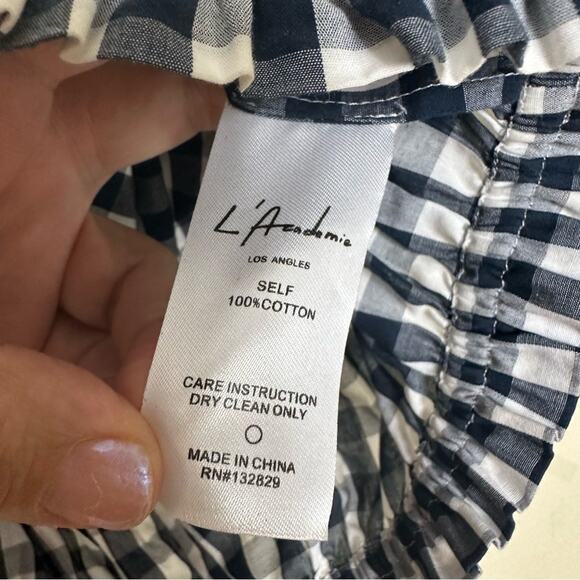 L'Academie
LOS ANGLES
SELF
100%COTTON
CARE INSTRUCTION
DRY CLEAN ONLY
MADE IN CHINA
RN#132829